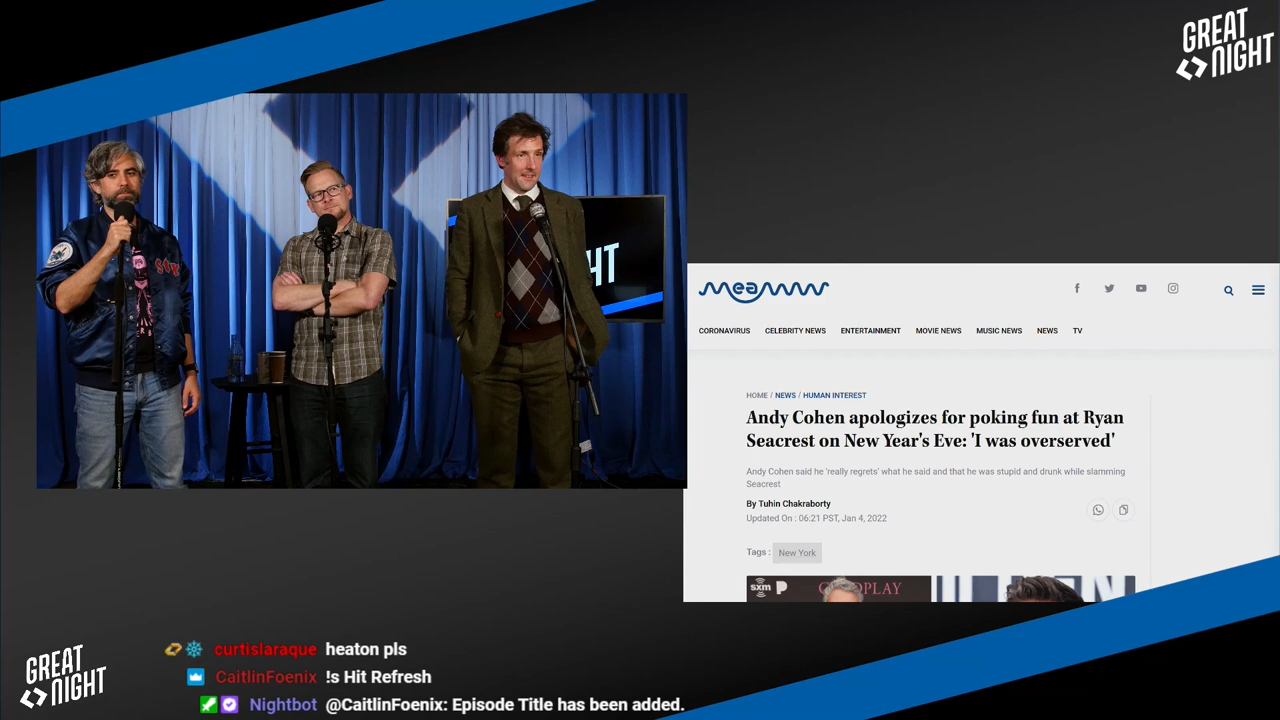 GREAT
NIGHT
SOX
HT
meaww
CORONAVIRUS CELEBRITY NEWS ENTERTAINMENT MOVIE NEWS MUSIC NEWS NEWS TV
HOME / NEWS / HUMAN INTEREST
Andy Cohen apologizes for poking fun at Ryan
Seacrest on New Year's Eve: 'I was overserved'
Andy Cohen said he 'really regrets' what he said and that he was stupid and drunk while slamming
Seacrest
By Tuhin Chakraborty
Updated On : 06:21 PST, Jan 4, 2022
Tags : New York
sxm
GREAT
NIGHT
curtislaraque heaton pls
CaitlinFoenix !s Hit Refresh
Nightbot @CaitlinFoenix: Episode Title has been added.